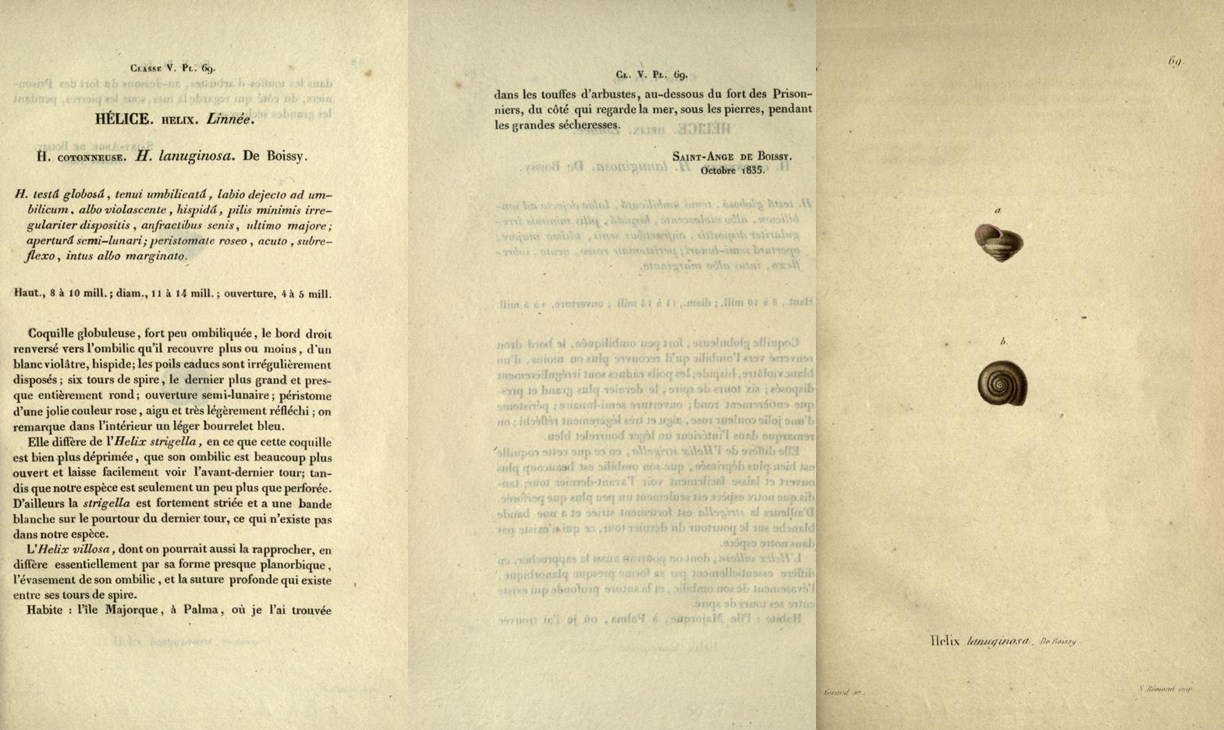 Classe V. Pl. 69.
HÉLICE. HELIX. Linnée.
H. COTONNEUSE. H. lanuginosa. De Boissy.
H. testâ globosâ, tenui umbilicatâ, labio dejecto ad um-
bilicum, albo violascente, hispidâ, pilis minimis irre-
gulariter dispositis, anfractibus senis, ultimo majore;
aperturâ semi-lunari; peristomate roseo, acuto, subre-
flexo, intus albo marginato.
Haut., 8 à 10 mill.; diam., 11 à 14 mill.; ouverture, 4 à 5 mill.
Coquille globuleuse, fort peu ombiliquée, le bord droit
renversé vers l'ombilic qu'il recouvre plus ou moins, d'un
blanc violâtre, hispide; les poils caducs sont irrégulièrement
disposés; six tours de spire, le dernier plus grand et pres-
que entièrement rond; ouverture semi-lunaire; péristome
d'une jolie couleur rose, aigu et très légèrement réfléchi; on
remarque dans l'intérieur un léger bourrelet bleu.
Elle diffère de l'Helix strigella, en ce que cette coquille
est bien plus déprimée, que son ombilic est beaucoup plus
ouvert et laisse facilement voir l'avant-dernier tour; tan-
dis que notre espèce est seulement un peu plus que perforée.
D'ailleurs la strigella est fortement striée et a une bande
blanche sur le pourtour du dernier tour, ce qui n'existe pas
dans notre espèce.
L'Helix villosa, dont on pourrait aussi la rapprocher, en
diffère essentiellement par sa forme presque planorbique,
l'évasement de son ombilic, et la suture profonde qui existe
entre ses tours de spire.
Habite : l'île Majorque, à Palma, où je l'ai trouvée
Cl. V. Pl. 69.
dans les touffes d'arbustes, au-dessous du fort des Prison-
niers, du côté qui regarde la mer, sous les pierres, pendant
les grandes sécheresses.
SAINT-ANGE DE BOISSY.
Octobre 1835.
69.
a.
b.
Helix lanuginosa, De Boissy